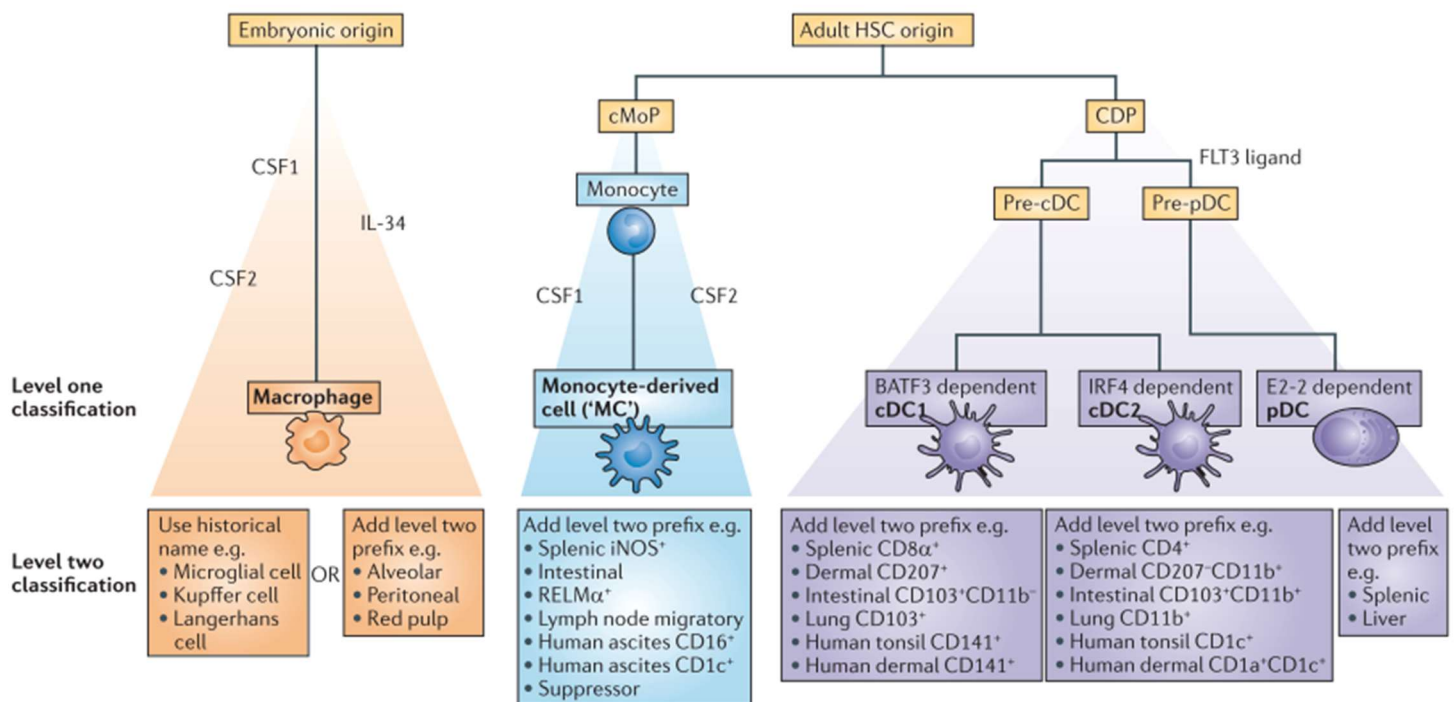 Embryonic origin
Adult HSC origin
cMoP
CDP
CSF1
FLT3 ligand
Monocyte
Pre-cDC
Pre-pDC
IL-34
CSF2
CSF1
CSF2
Level one
classification
Macrophage
Monocyte-derived
cell (‘MC’)
BATF3 dependent
cDC1
IRF4 dependent
cDC2
E2-2 dependent
pDC
Level two
classification
Use historical
name e.g.
• Microglial cell
• Kupffer cell
• Langerhans
cell
OR
Add level two
prefix e.g.
• Alveolar
• Peritoneal
• Red pulp
Add level two prefix e.g.
• Splenic iNOS⁺
• Intestinal
• RELMα⁺
• Lymph node migratory
• Human ascites CD16⁺
• Human ascites CD1c⁺
• Suppressor
Add level two prefix e.g.
• Splenic CD8α⁺
• Dermal CD207⁺
• Intestinal CD103⁺CD11b⁻
• Lung CD103⁺
• Human tonsil CD141⁺
• Human dermal CD141⁺
Add level two prefix e.g.
• Splenic CD4⁺
• Dermal CD207⁻CD11b⁺
• Intestinal CD103⁺CD11b⁺
• Lung CD11b⁺
• Human tonsil CD1c⁺
• Human dermal CD1a⁺CD1c⁺
Add level
two prefix
e.g.
• Splenic
• Liver